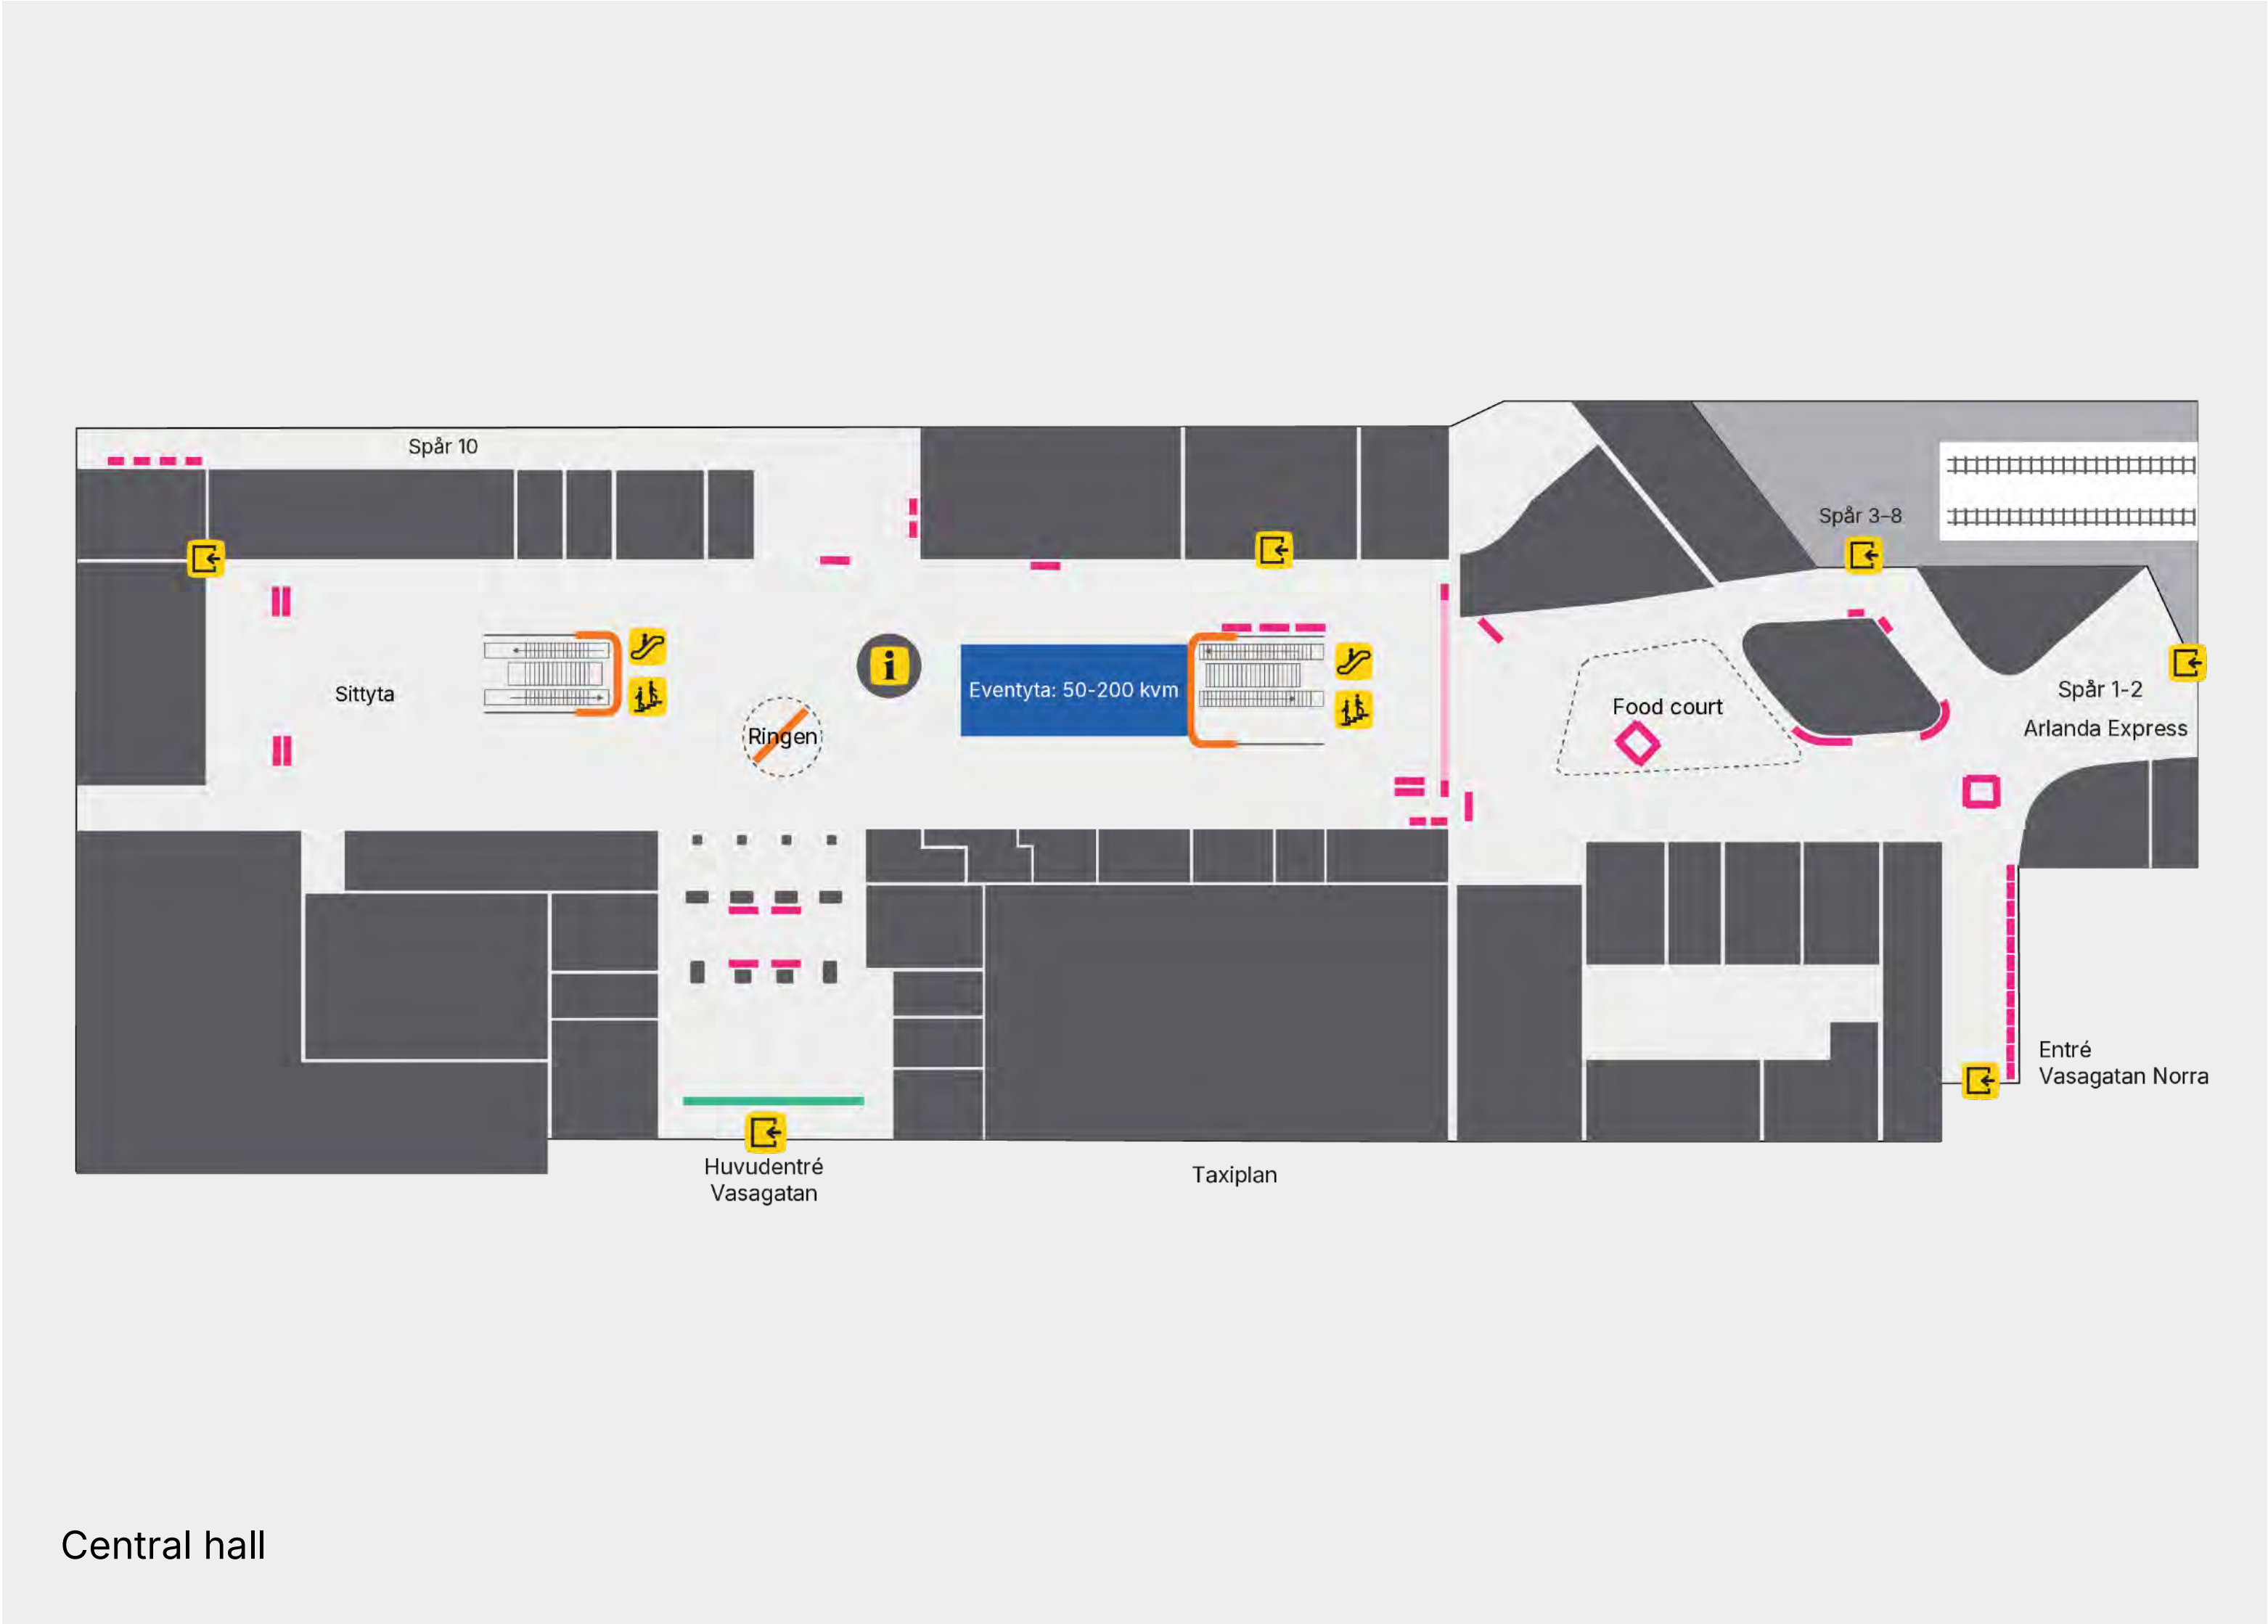 Spår 10
Spår 3–8
Sittyta
Ringen
i
Eventyta: 50-200 kvm
Food court
Spår 1-2
Arlanda Express
Entré
Vasagatan Norra
Huvudentré
Vasagatan
Taxiplan
Central hall